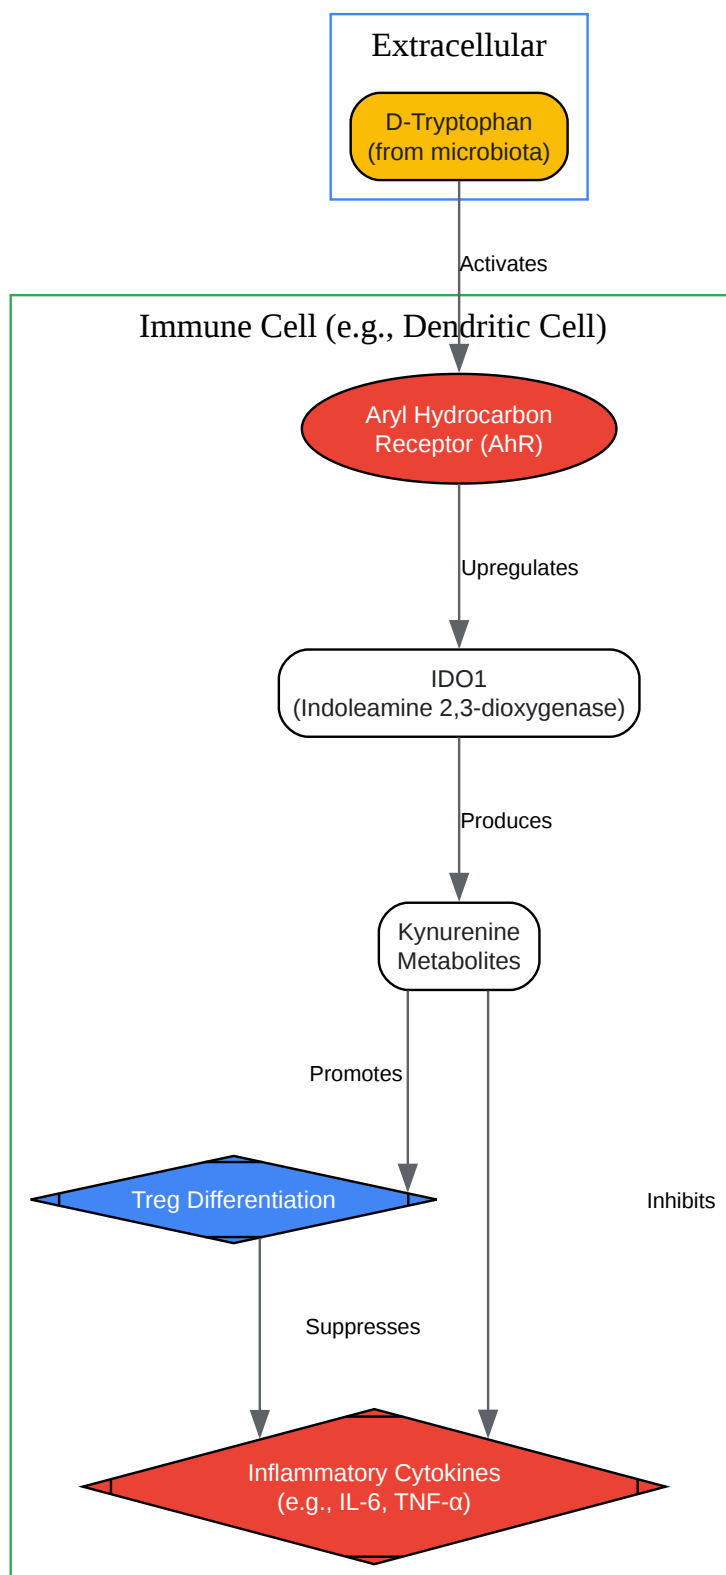 Extracellular
D-Tryptophan
(from microbiota)
Activates
Immune Cell (e.g., Dendritic Cell)
Aryl Hydrocarbon
Receptor (AhR)
Upregulates
IDO1
(Indoleamine 2,3-dioxygenase)
Produces
Kynurenine
Metabolites
Promotes
Treg Differentiation
Inhibits
Suppresses
Inflammatory Cytokines
(e.g., IL-6, TNF-α)